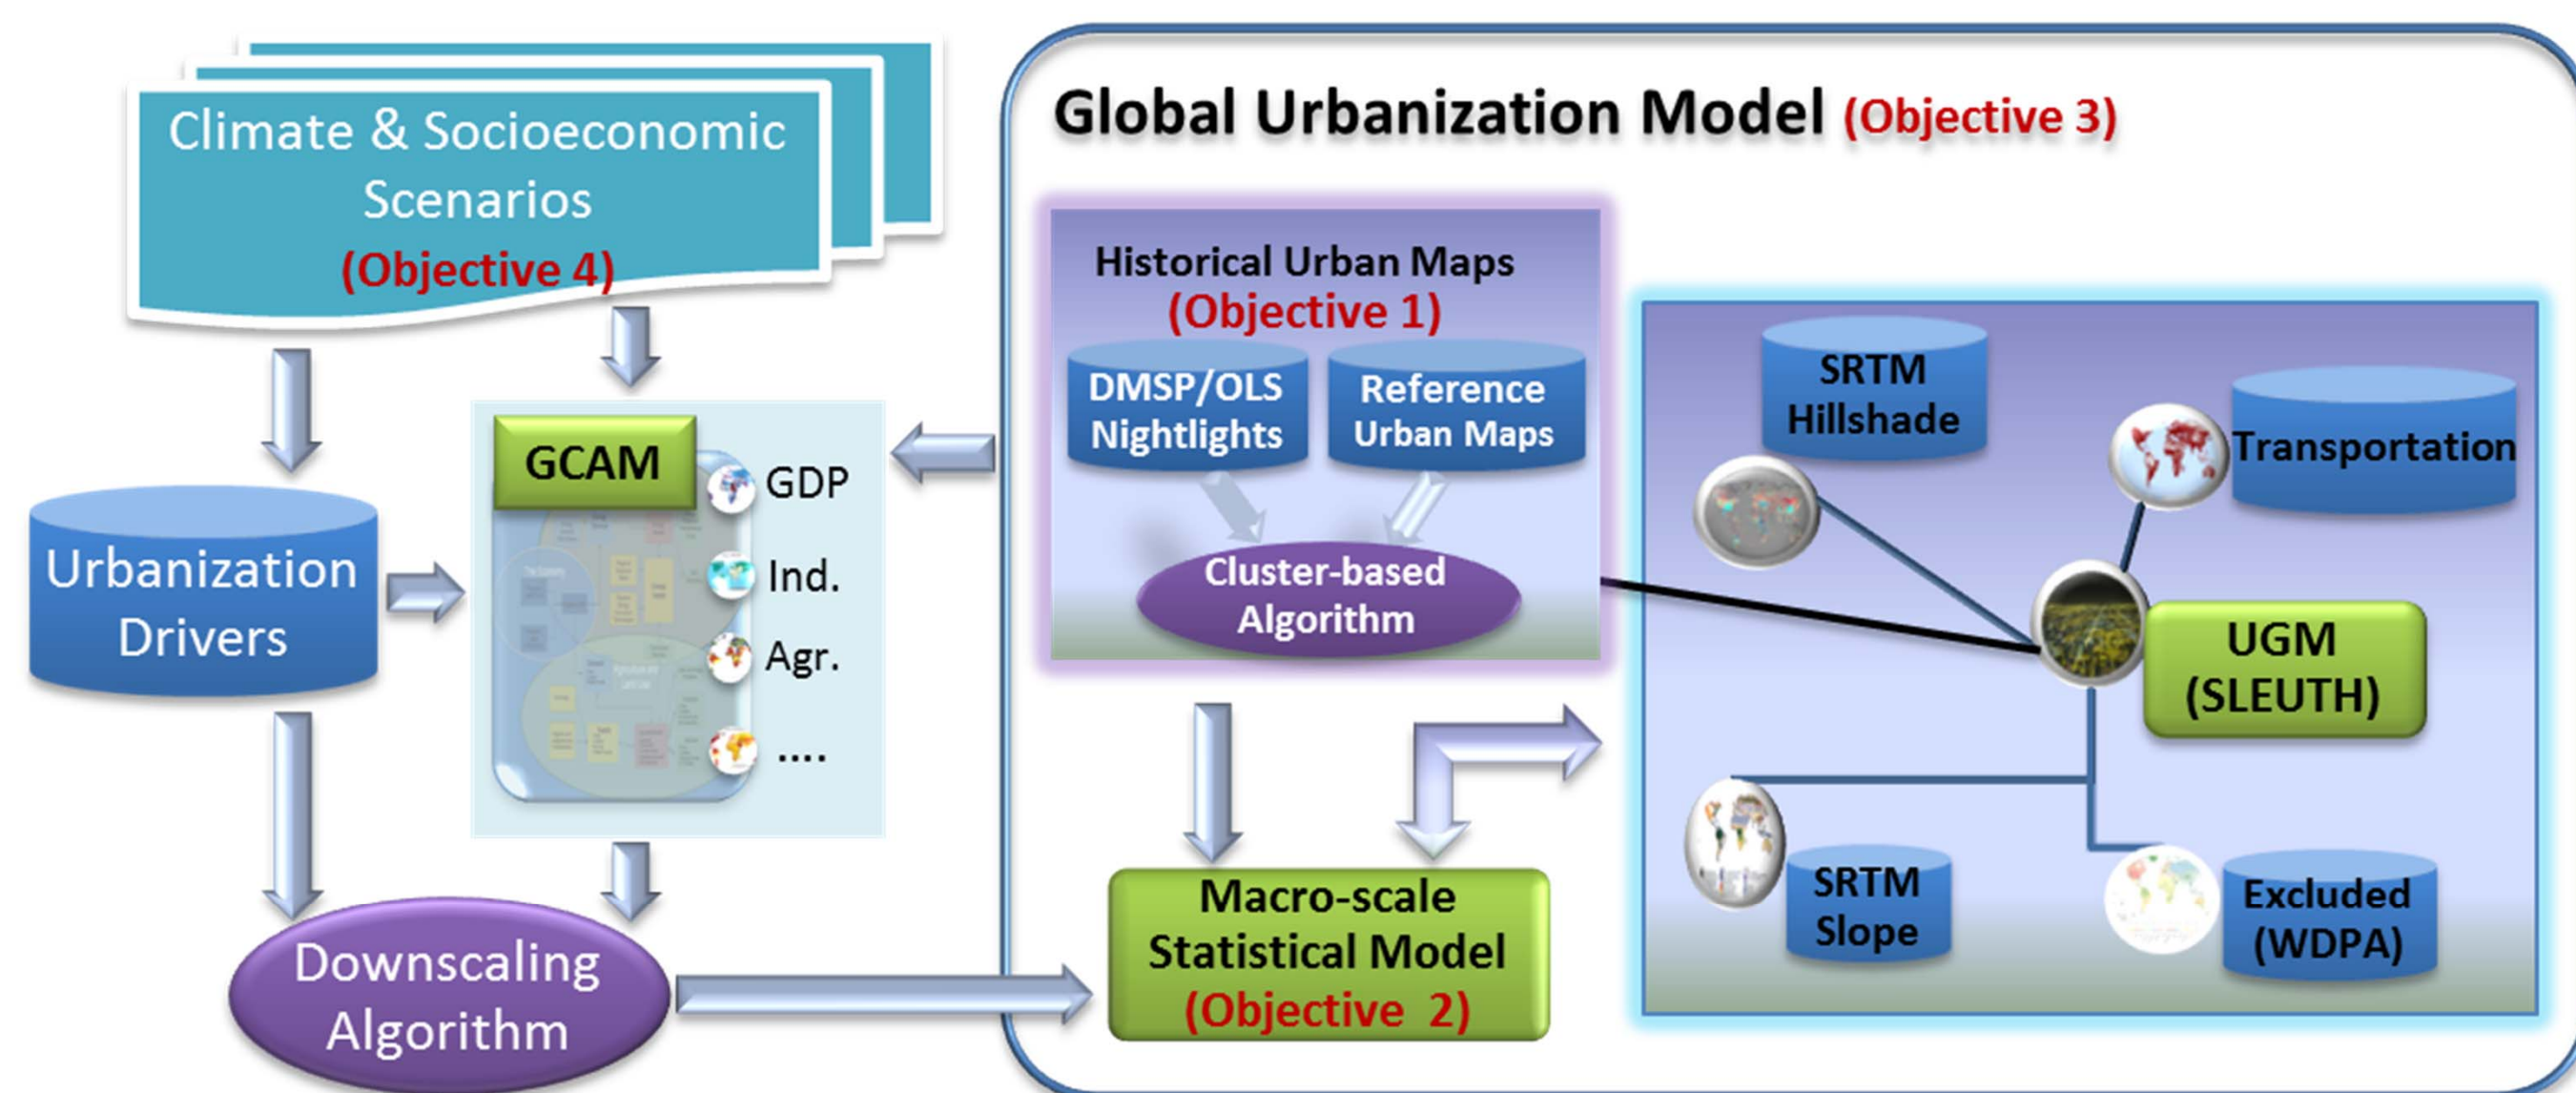 Climate & Socioeconomic
Scenarios
(Objective 4)
Urbanization
Drivers
GCAM
GDP
Ind.
Agr.
....
Downscaling
Algorithm
Global Urbanization Model (Objective 3)
Historical Urban Maps
(Objective 1)
DMSP/OLS
Nightlights
Reference
Urban Maps
Cluster-based
Algorithm
Macro-scale
Statistical Model
(Objective 2)
SRTM
Hillshade
Transportation
UGM
(SLEUTH)
SRTM
Slope
Excluded
(WDPA)